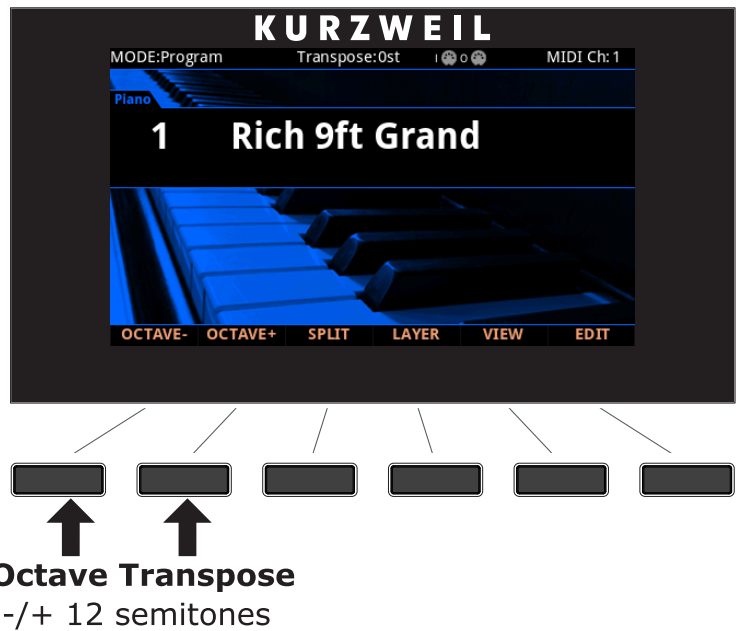 KURZWEIL
MODE:Program Transpose:0st I O MIDI Ch:1
Piano
1 Rich 9ft Grand
OCTAVE- OCTAVE+ SPLIT LAYER VIEW EDIT
Octave Transpose
-/+ 12 semitones